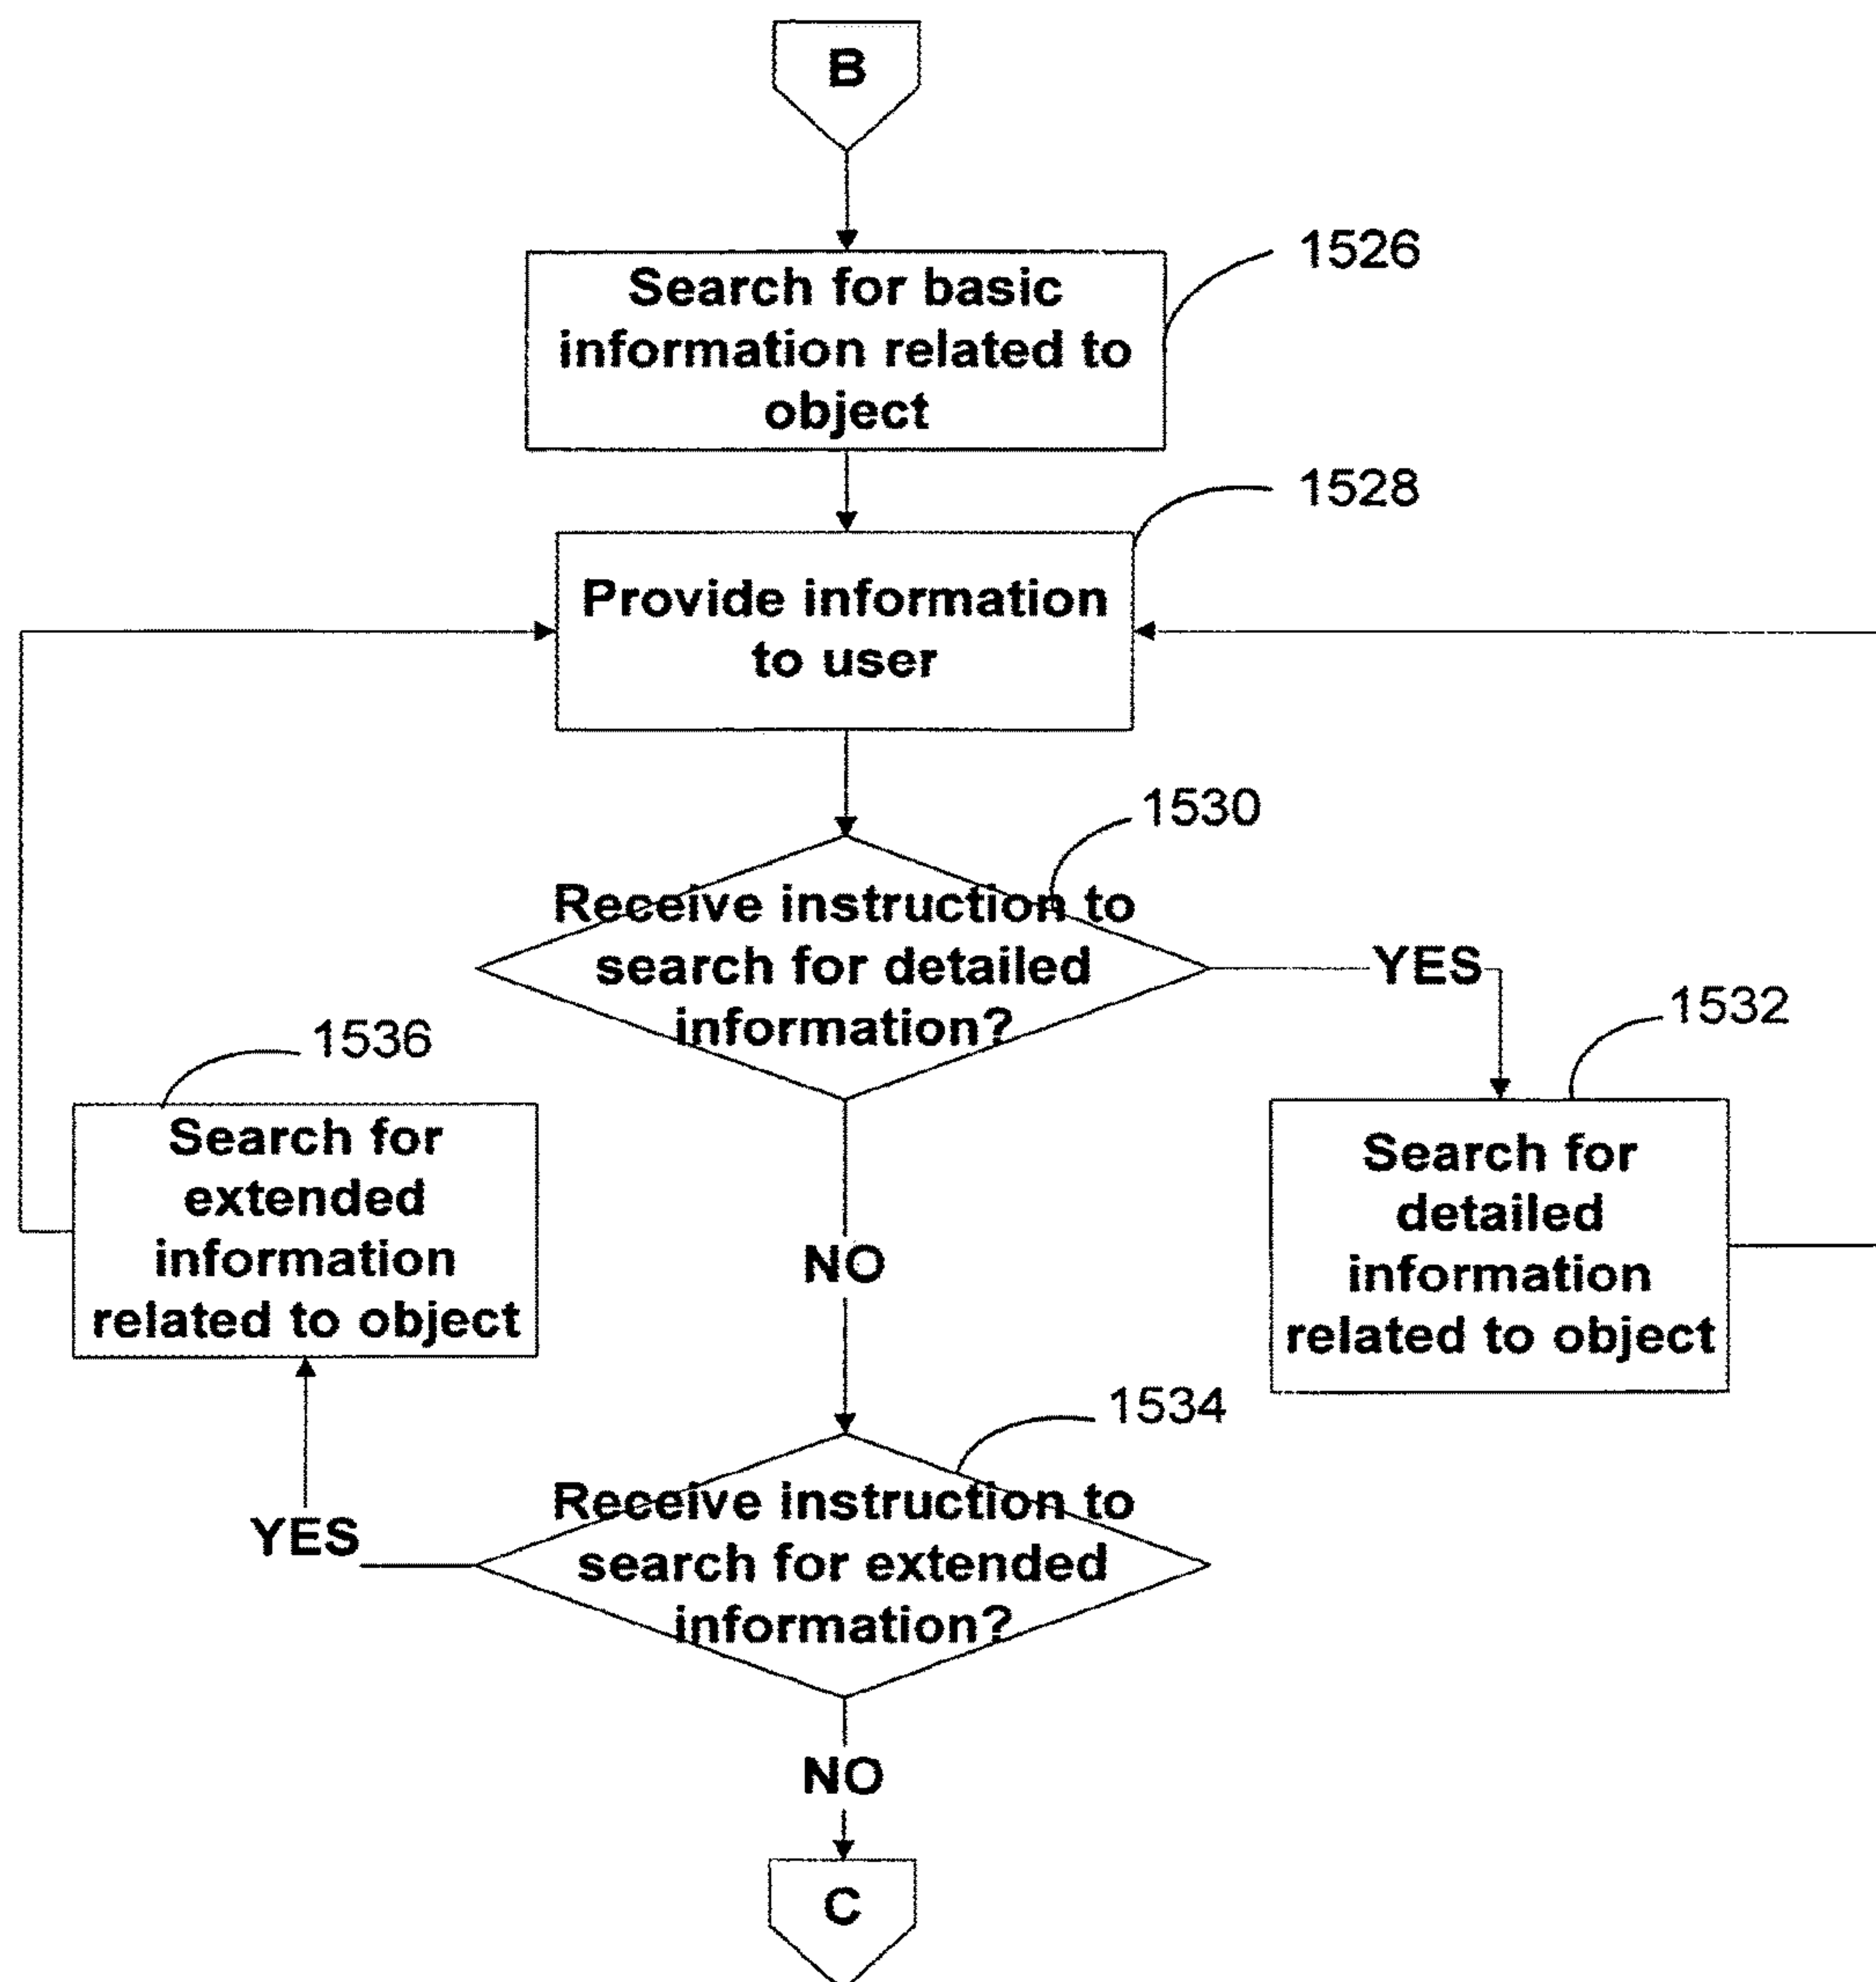 B
1526
Search for basic
information related to
object
1528
Provide information
to user
1530
Receive instruction to
search for detailed
information?
YES
1532
Search for
detailed
information
related to object
1536
Search for
extended
information
related to object
NO
1534
Receive instruction to
search for extended
information?
YES
NO
C